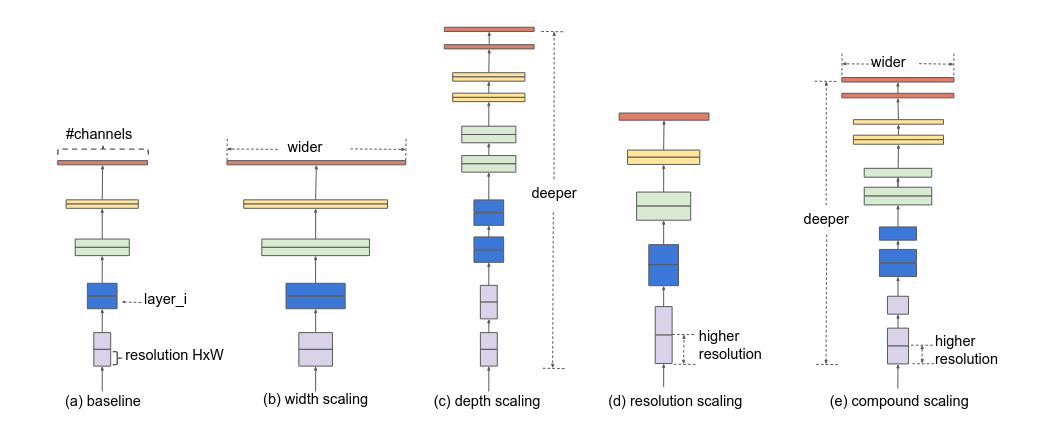 #channels
layer_i
resolution HxW
(a) baseline
wider
(b) width scaling
deeper
(c) depth scaling
higher
resolution
(d) resolution scaling
wider
deeper
higher
resolution
(e) compound scaling